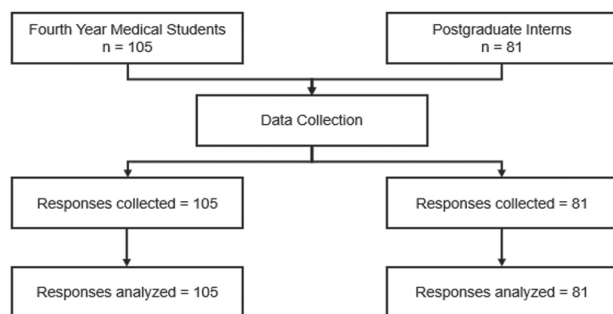 Fourth Year Medical Students
n = 105
Postgraduate Interns
n = 81
Data Collection
Responses collected = 105
Responses collected = 81
Responses analyzed = 105
Responses analyzed = 81